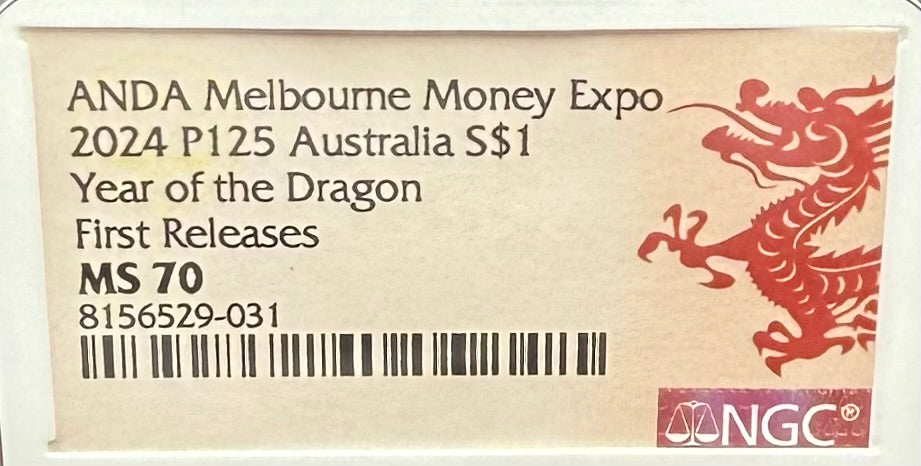 ANDA Melbourne Money Expo
2024 P125 Australia S$1
Year of the Dragon
First Releases
MS 70
8156529-031
NGC